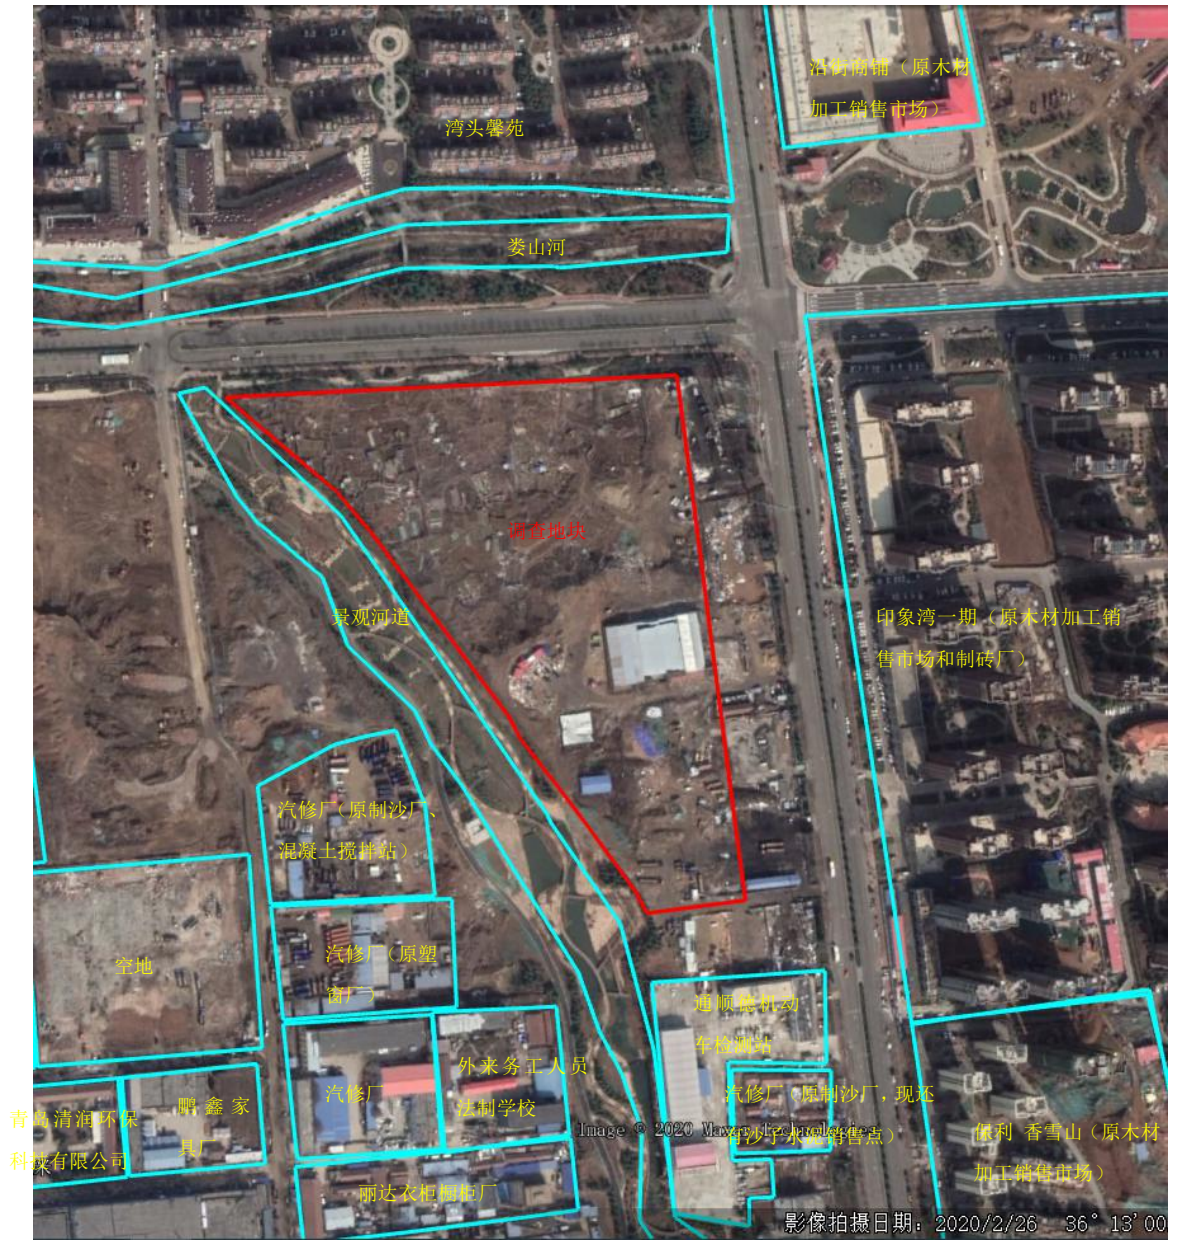 沿街商铺（原木材
加工销售市场）
湾头馨苑
娄山河
调查地块
景观河道
印象湾一期（原木材加工销
售市场和制砖厂）
汽修厂（原制沙厂、
混凝土搅拌站）
汽修厂（原塑
窗厂）
空地
通顺德机动
车检测站
外来务工人员
法制学校
汽修厂
汽修厂（原制沙厂，现还
有沙子水泥销售点）
鹏鑫家
具厂
青岛清润环保
科技有限公司
保利 香雪山（原木材
加工销售市场）
丽达衣柜橱柜厂
Image © 2020 Maxar Technologies
影像拍摄日期：2020/2/26 36° 13'00